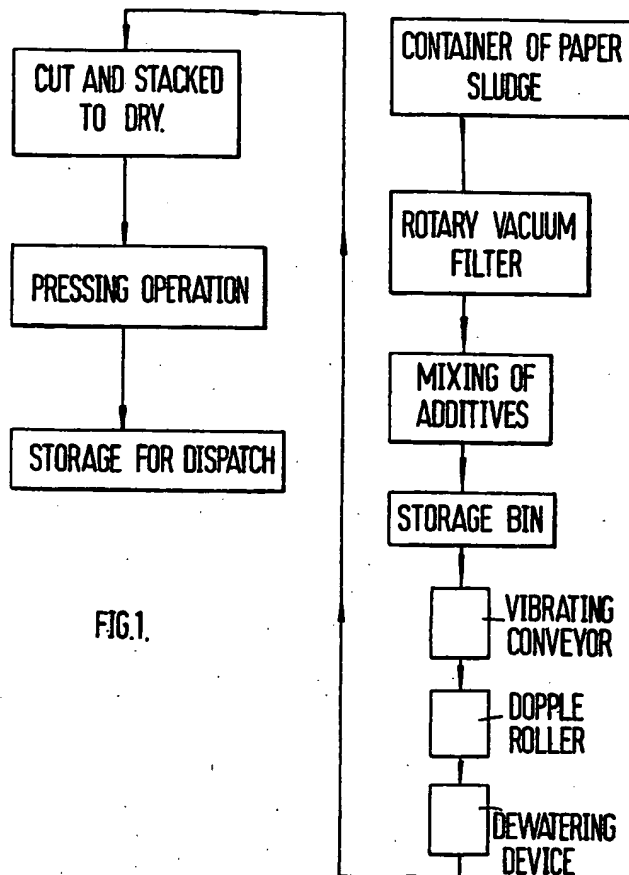 CUT AND STACKED
TO DRY.
PRESSING OPERATION
STORAGE FOR DISPATCH
FIG.1.
CONTAINER OF PAPER
SLUDGE
ROTARY VACUUM
FILTER
MIXING OF
ADDITIVES
STORAGE BIN
VIBRATING
CONVEYOR
DOPPLE
ROLLER
DEWATERING
DEVICE